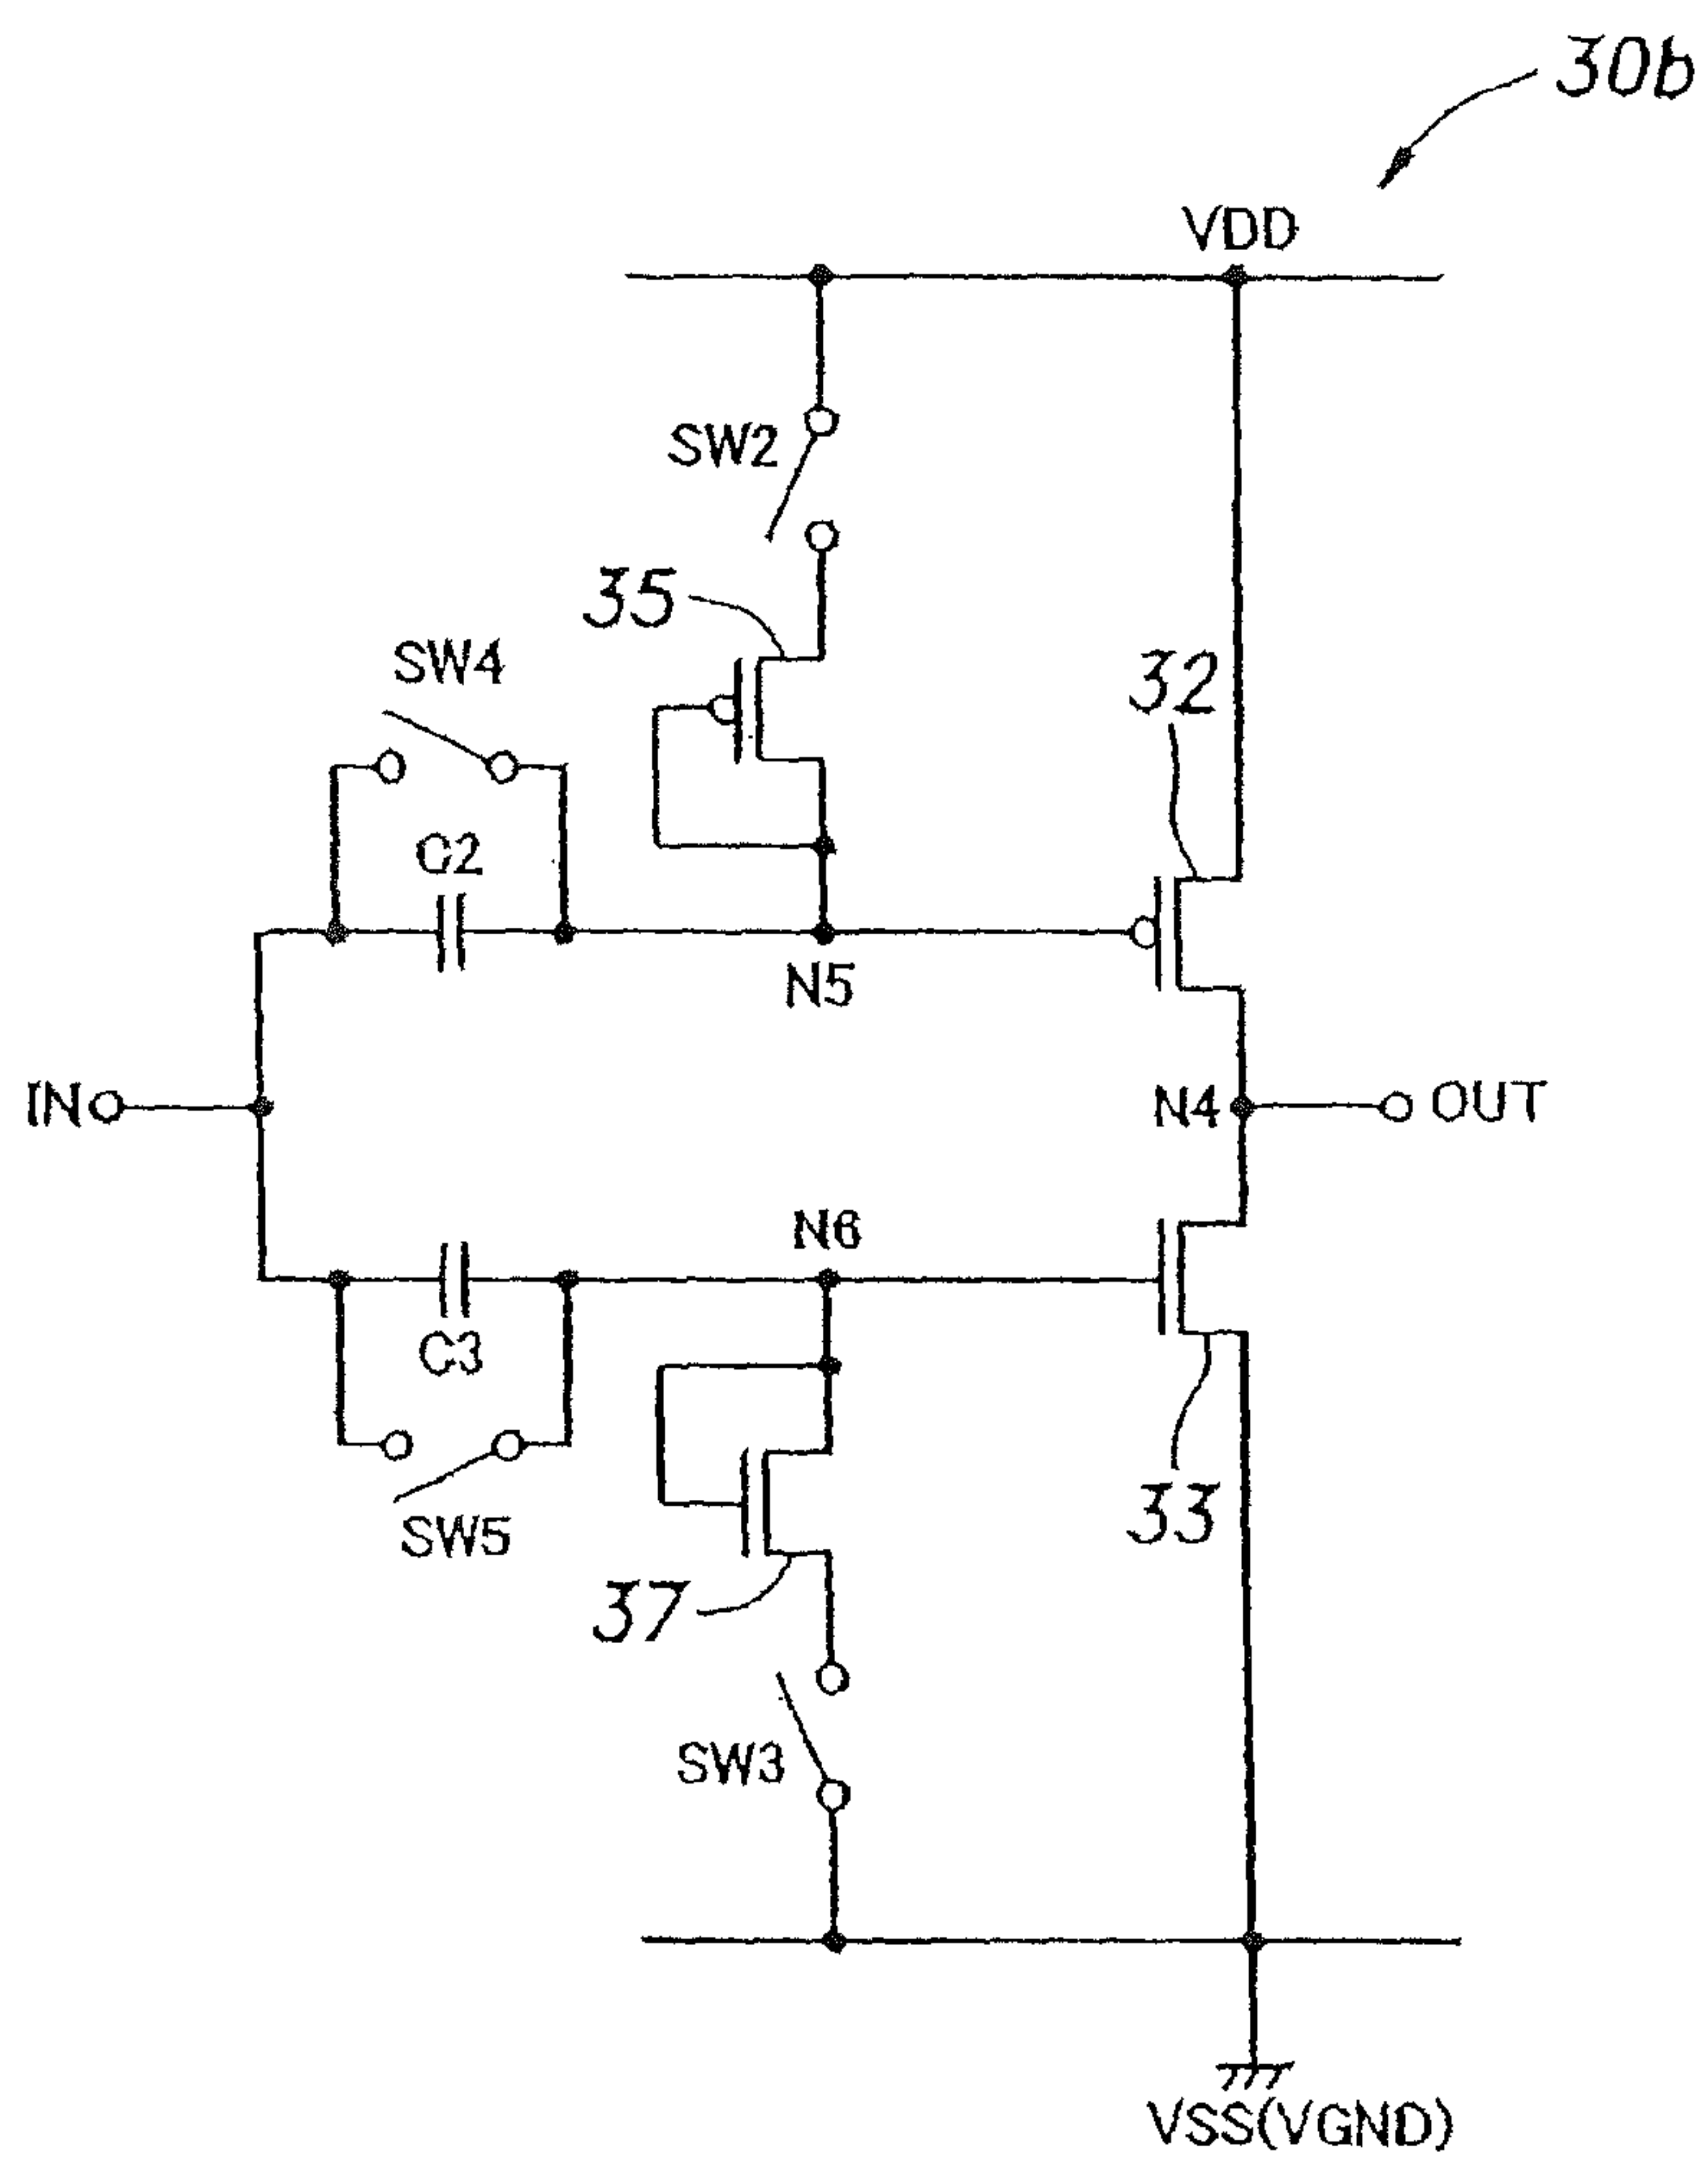 30b
VDD
SW2
35
SW4
32
C2
N5
IN
N4
OUT
N6
C3
SW5
33
37
SW3
VSS(VGND)